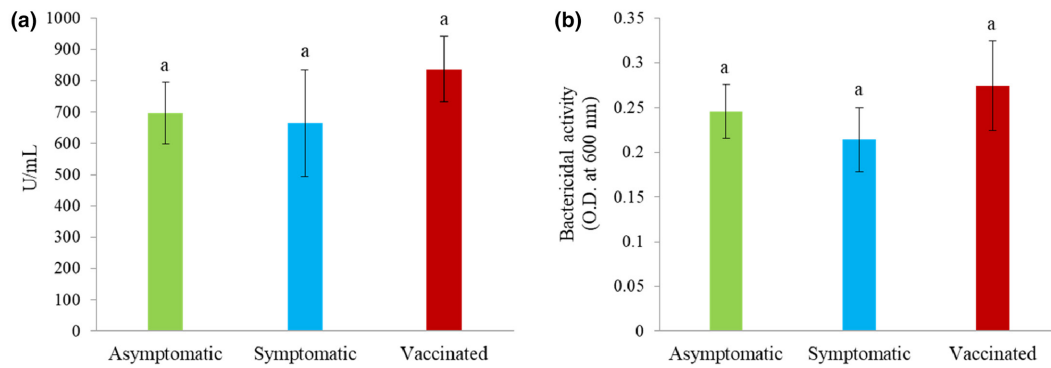 (a)
U/mL
1000
900
800
700
600
500
400
300
200
100
0
a
a
a
Asymptomatic
Symptomatic
Vaccinated
(b)
Bactericidal activity
(O.D. at 600 nm)
0.35
0.3
0.25
0.2
0.15
0.1
0.05
0
a
a
a
Asymptomatic
Symptomatic
Vaccinated